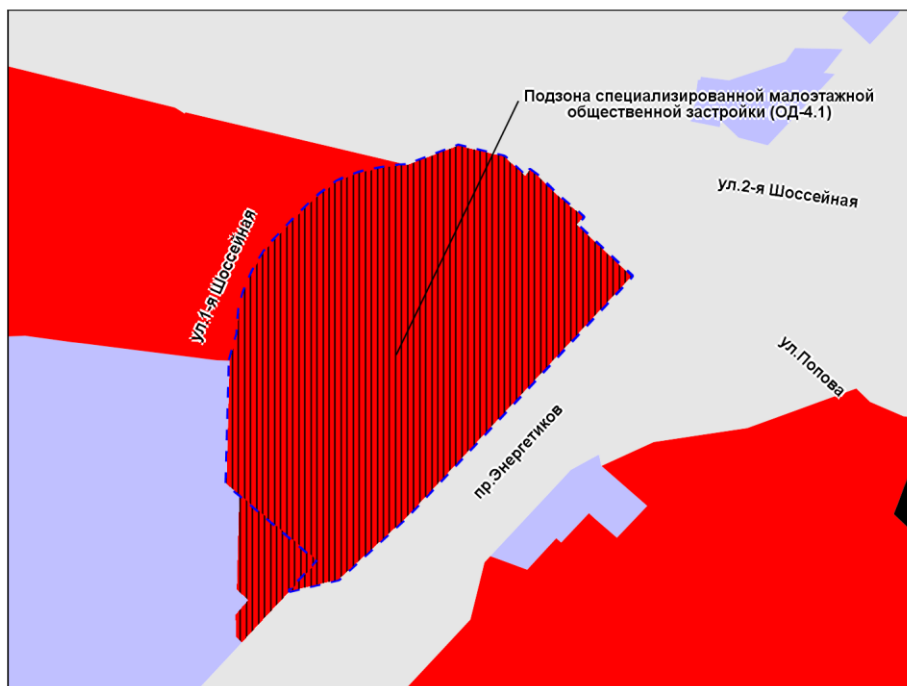 Подзона специализированной малоэтажной
общественной застройки (ОД-4.1)
ул.2-я Шоссейная
ул.1-я Шоссейная
ул.Попова
пр.Энергетиков